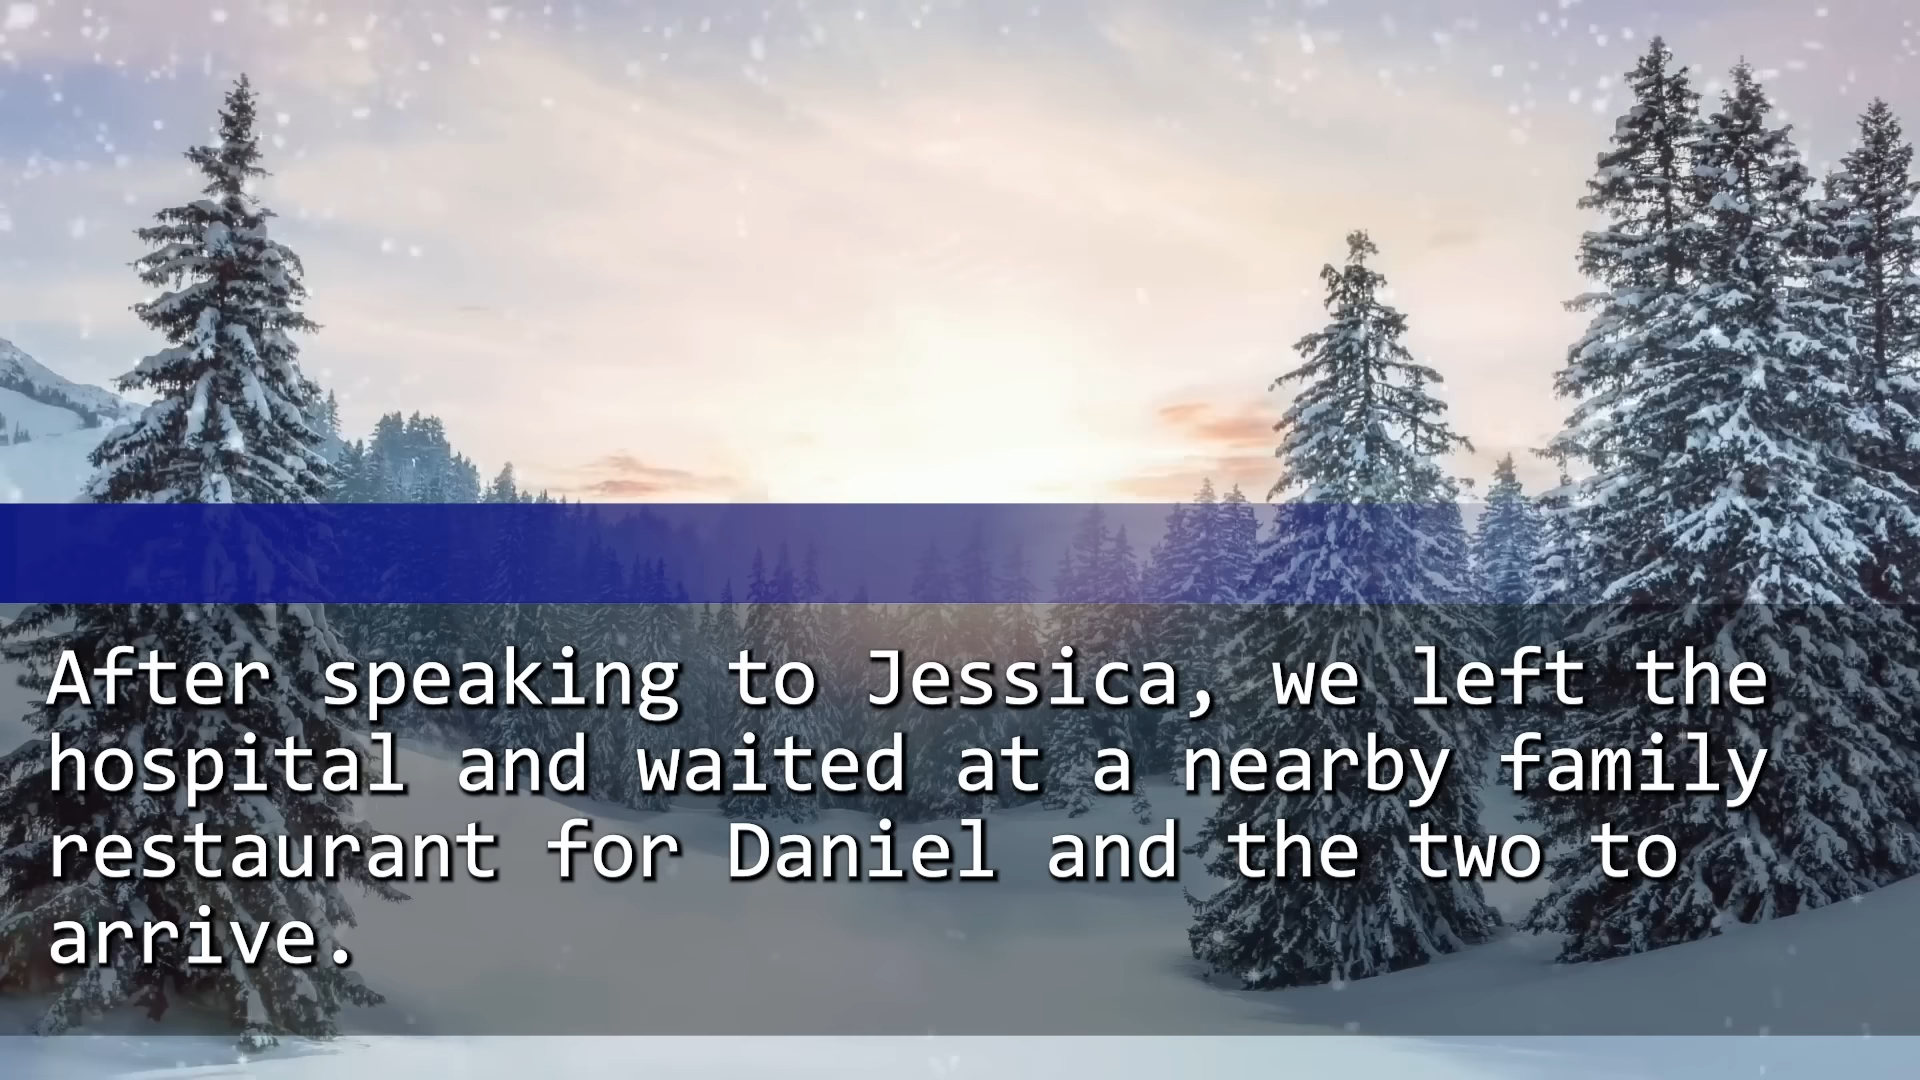 After speaking to Jessica, we left the
hospital and waited at a nearby family
restaurant for Daniel and the two to
arrive.